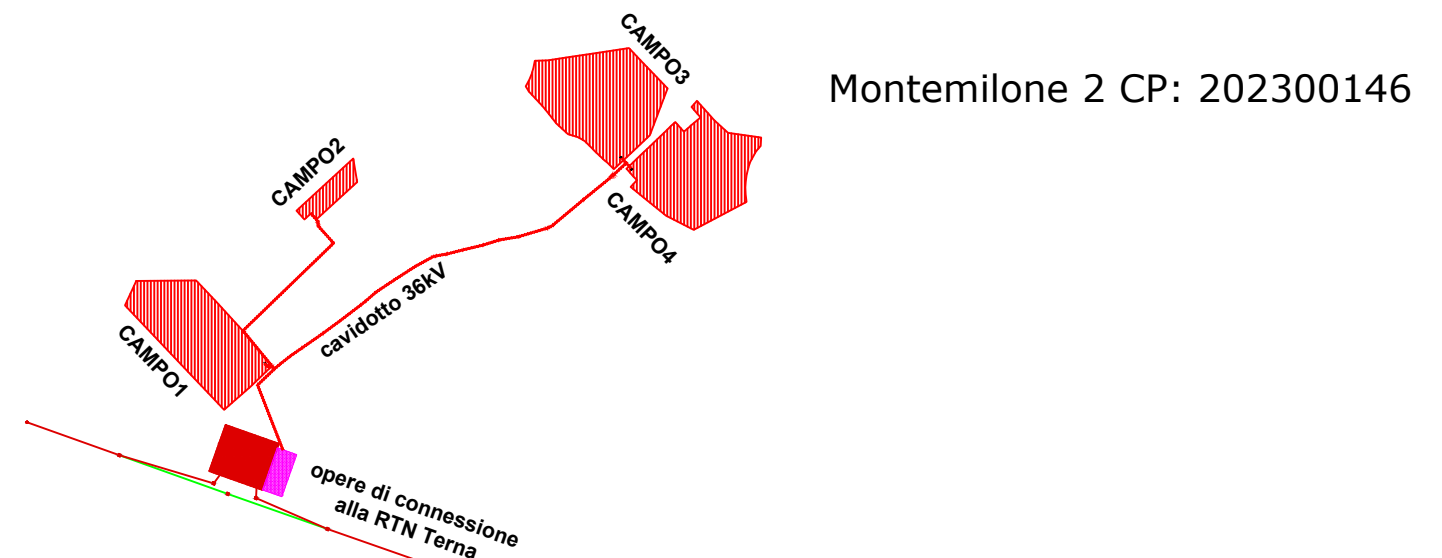 CAMPO3
Montemilone 2 CP: 202300146
CAMPO2
CAMPO4
cavidotto 36kV
CAMPO1
opere di connessione
alla RTN Terna